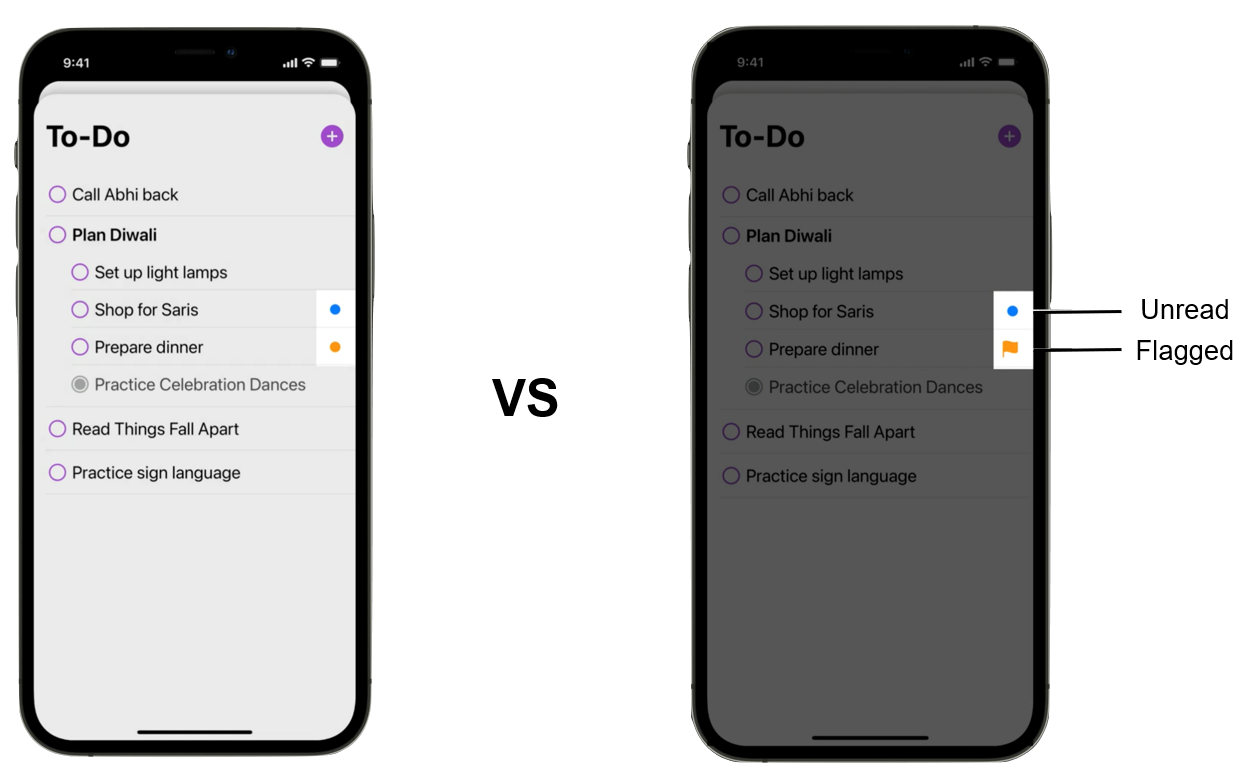 9:41
To-Do
Call Abhi back
Plan Diwali
Set up light lamps
Shop for Saris
Prepare dinner
Practice Celebration Dances
Read Things Fall Apart
Practice sign language
VS
9:41
To-Do
Call Abhi back
Plan Diwali
Set up light lamps
Shop for Saris
Prepare dinner
Practice Celebration Dances
Read Things Fall Apart
Practice sign language
Unread
Flagged